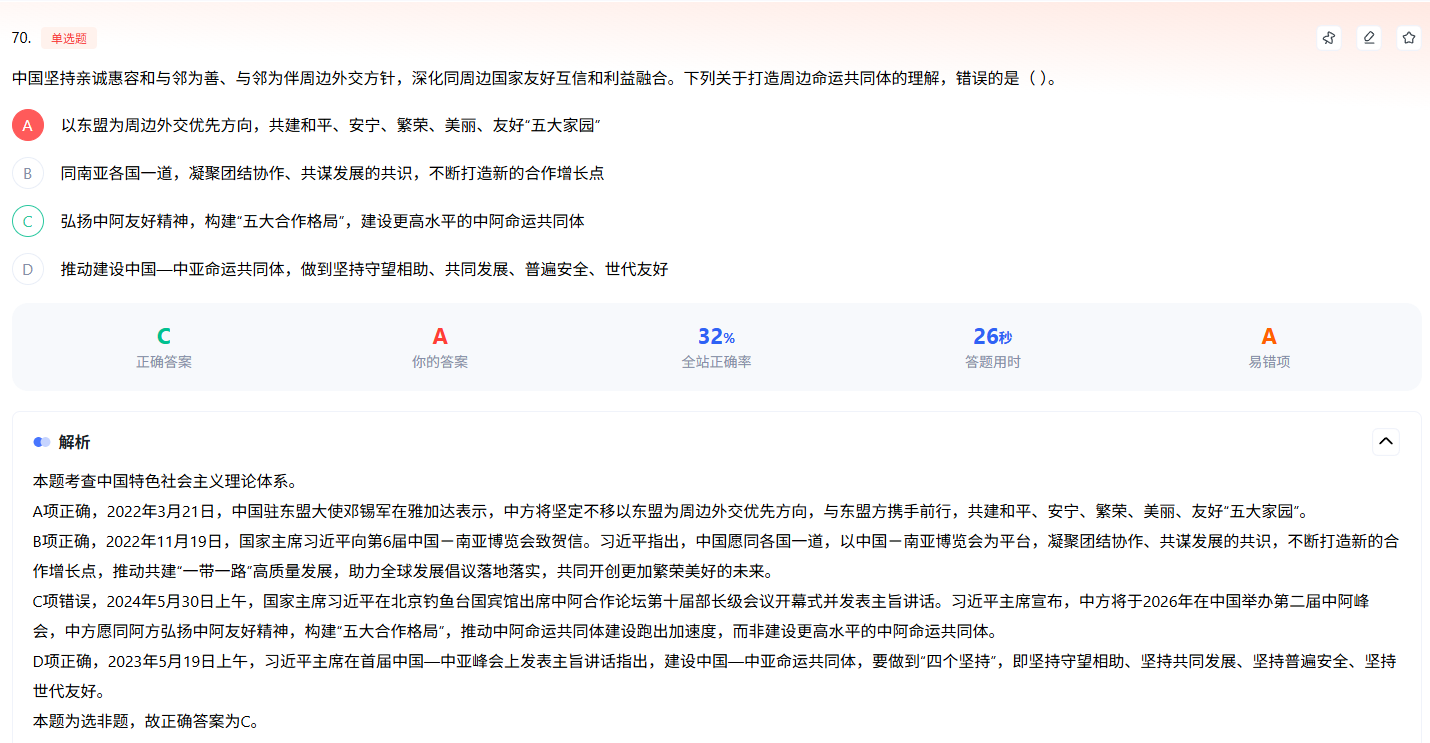 70. 单选题
中国坚持亲诚惠容和与邻为善、与邻为伴周边外交方针，深化同周边国家友好互信和利益融合。下列关于打造周边命运共同体的理解，错误的是（ ）。
A 以东盟为周边外交优先方向，共建和平、安宁、繁荣、美丽、友好“五大家园”
B 同南亚各国一道，凝聚团结协作、共谋发展的共识，不断打造新的合作增长点
C 弘扬中阿友好精神，构建“五大合作格局”，建设更高水平的中阿命运共同体
D 推动建设中国—中亚命运共同体，做到坚持守望相助、共同发展、普遍安全、世代友好
C A 32% 26秒 A
正确答案 你的答案 全站正确率 答题用时 易错项
解析
本题考查中国特色社会主义理论体系。
A项正确，2022年3月21日，中国驻东盟大使邓锡军在雅加达表示，中方将坚定不移以东盟为周边外交优先方向，与东盟方携手前行，共建和平、安宁、繁荣、美丽、友好“五大家园”。
B项正确，2022年11月19日，国家主席习近平向第6届中国－南亚博览会致贺信。习近平指出，中国愿同各国一道，以中国－南亚博览会为平台，凝聚团结协作、共谋发展的共识，不断打造新的合
作增长点，推动共建“一带一路”高质量发展，助力全球发展倡议落地落实，共同开创更加繁荣美好的未来。
C项错误，2024年5月30日上午，国家主席习近平在北京钓鱼台国宾馆出席中阿合作论坛第十届部长级会议开幕式并发表主旨讲话。习近平主席宣布，中方将于2026年在中国举办第二届中阿峰
会，中方愿同阿方弘扬中阿友好精神，构建“五大合作格局”，推动中阿命运共同体建设跑出加速度，而非建设更高水平的中阿命运共同体。
D项正确，2023年5月19日上午，习近平主席在首届中国—中亚峰会上发表主旨讲话指出，建设中国—中亚命运共同体，要做到“四个坚持”，即坚持守望相助、坚持共同发展、坚持普遍安全、坚持
世代友好。
本题为选非题，故正确答案为C。